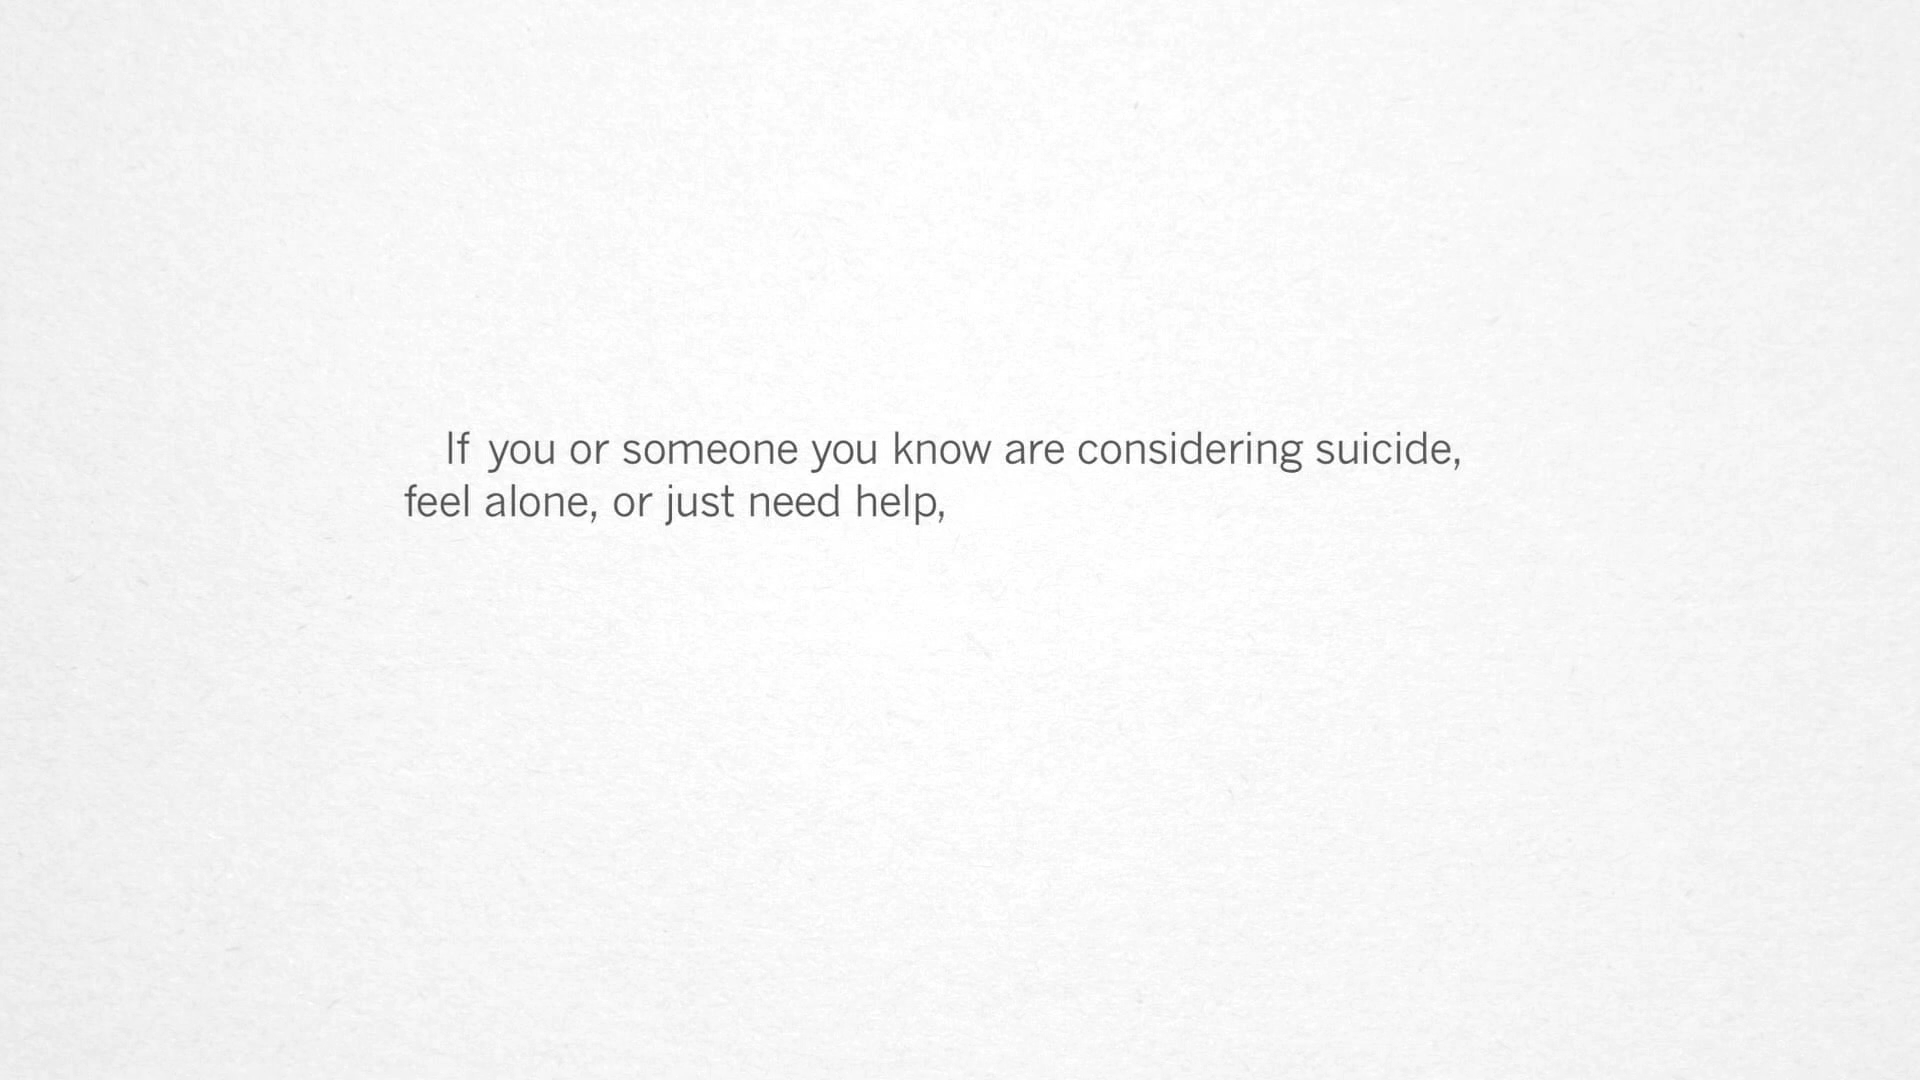 If you or someone you know are considering suicide,
feel alone, or just need help,